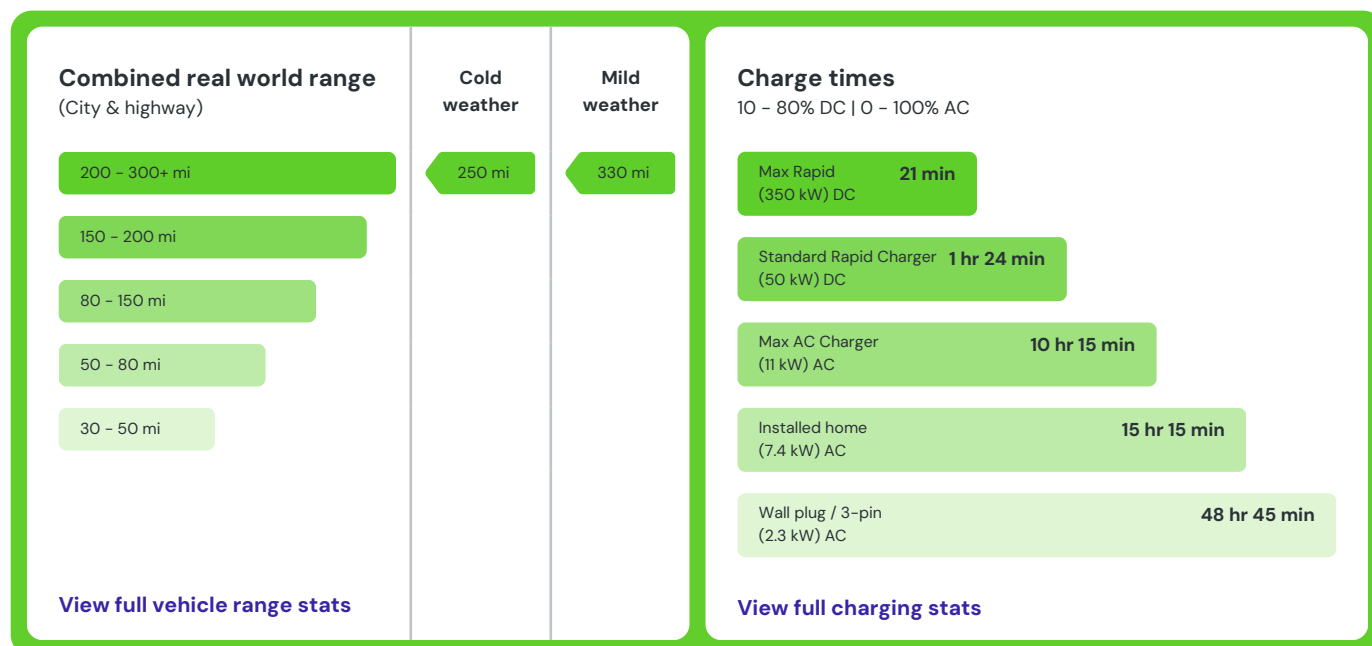 Combined real world range
(City & highway)
Cold
weather
Mild
weather
200 - 300+ mi
250 mi
330 mi
150 - 200 mi
80 - 150 mi
50 - 80 mi
30 - 50 mi
View full vehicle range stats
Charge times
10 - 80% DC | 0 - 100% AC
Max Rapid
(350 kW) DC
21 min
Standard Rapid Charger
(50 kW) DC
1 hr 24 min
Max AC Charger
(11 kW) AC
10 hr 15 min
Installed home
(7.4 kW) AC
15 hr 15 min
Wall plug / 3-pin
(2.3 kW) AC
48 hr 45 min
View full charging stats